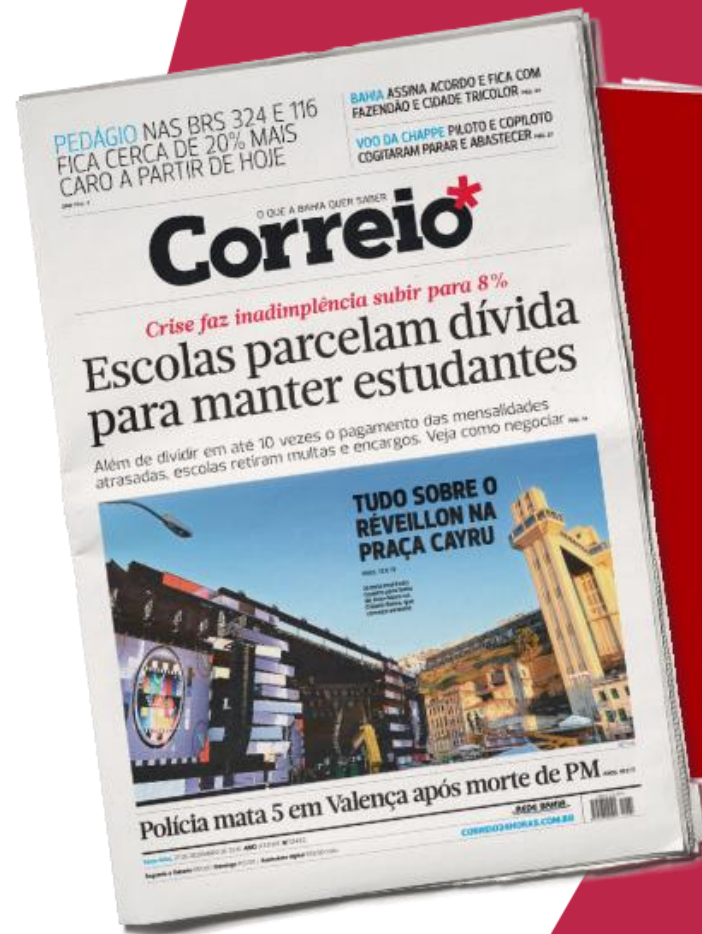 PEDÁGIO NAS BRS 324 E 116
FICA CERCA DE 20% MAIS
CARO A PARTIR DE HOJE
BAHIA ASSINA ACORDO E FICA COM
FAZENDÃO E CIDADE TRICOLOR
VOO DA CHAPPE PILOTO E COPILOTO
COGITARAM PARAR E ABASTECER
O QUE A BAHIA QUER SABER
Correio*
Crise faz inadimplência subir para 8%
Escolas parcelam dívida
para manter estudantes
Além de dividir em até 10 vezes o pagamento das mensalidades
atrasadas, escolas retiram multas e encargos. Veja como negociar
TUDO SOBRE O
RÉVEILLON NA
PRAÇA CAYRU
Polícia mata 5 em Valença após morte de PM
REDE BAHIA
CORREIO24HORAS.COM.BR